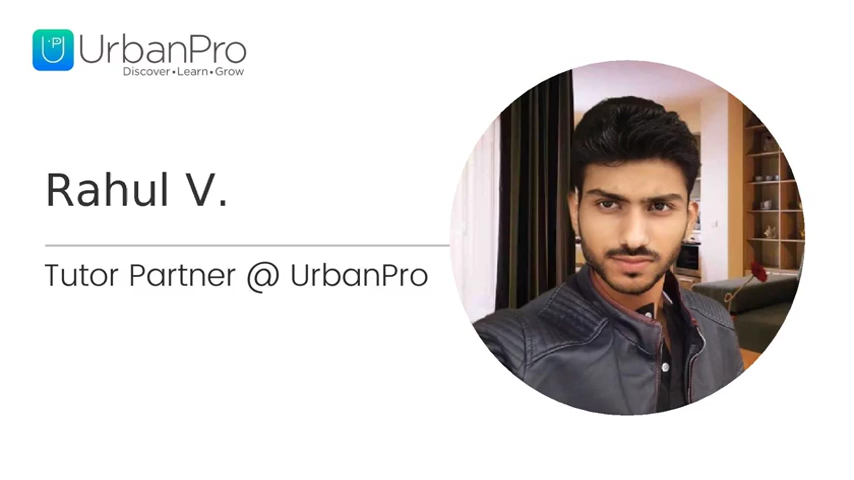 UrbanPro
Discover•Learn•Grow
Rahul V.
Tutor Partner @ UrbanPro